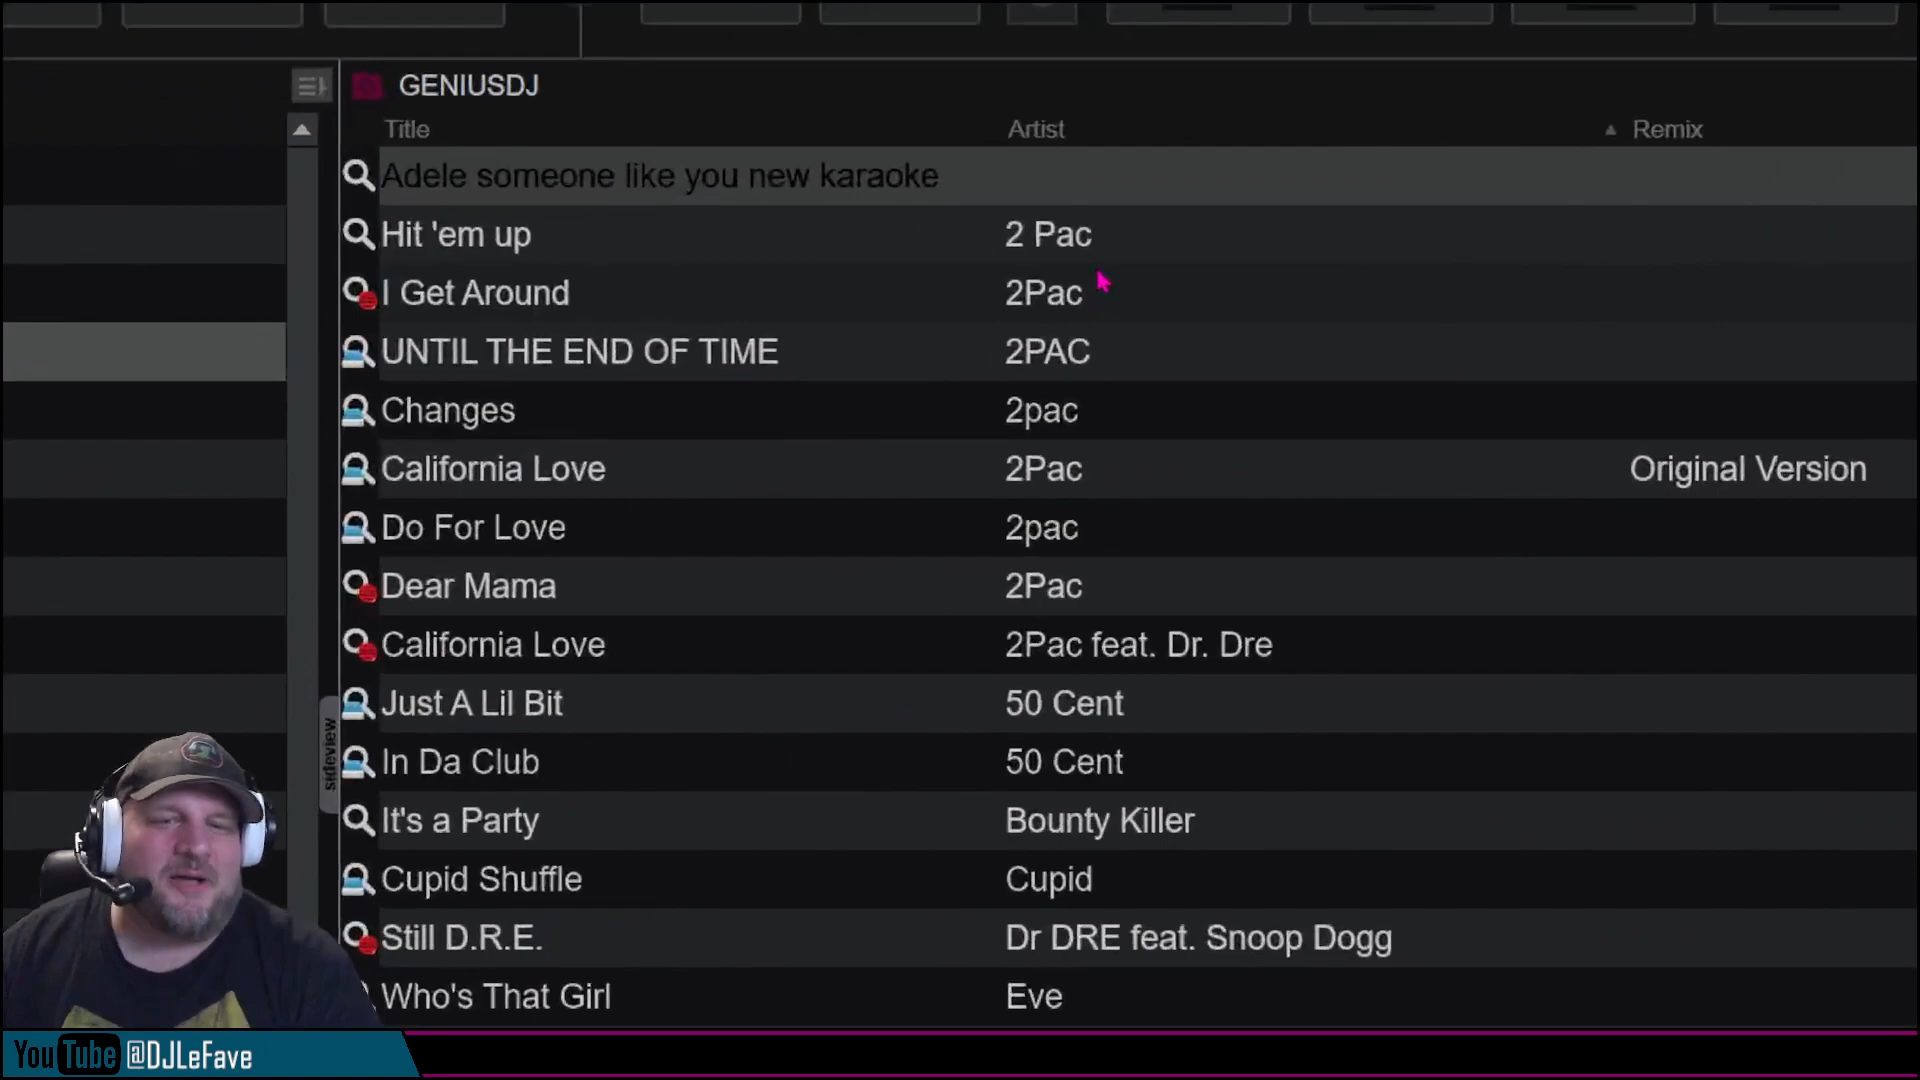 GENIUSDJ
Title Artist Remix
Adele someone like you new karaoke
Hit 'em up 2 Pac
I Get Around 2Pac
UNTIL THE END OF TIME 2PAC
Changes 2pac
California Love 2Pac Original Version
Do For Love 2pac
Dear Mama 2Pac
California Love 2Pac feat. Dr. Dre
Just A Lil Bit 50 Cent
In Da Club 50 Cent
It's a Party Bounty Killer
Cupid Shuffle Cupid
Still D.R.E. Dr DRE feat. Snoop Dogg
Who's That Girl Eve
sideview
YouTube @DJLeFave